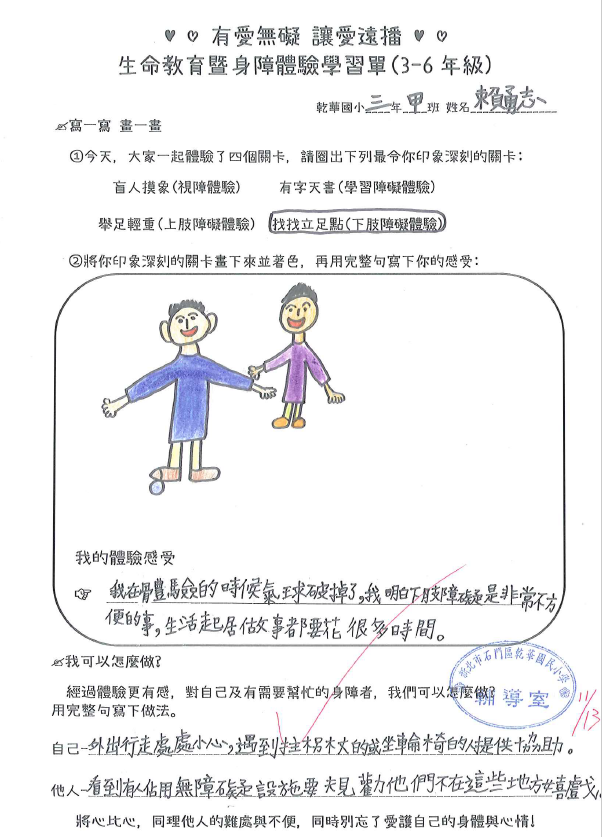 ♥ ♡ 有愛無礙 讓愛遠播 ♥ ♡
生命教育暨身障體驗學習單(3-6 年級)
乾華國小三年甲班 姓名賴勇志
✍寫一寫 畫一畫
①今天，大家一起體驗了四個關卡，請圈出下列最令你印象深刻的關卡：
盲人摸象(視障體驗) 有字天書(學習障礙體驗)
舉足輕重(上肢障礙體驗) 找找立足點(下肢障礙體驗)
②將你印象深刻的關卡畫下來並著色，再用完整句寫下你的感受：
我的體驗感受
☞ 我在體驗的時候氣球破掉了，我明白下肢障礙是非常不方
便的事，生活起居做事都要花很多時間。
✍我可以怎麼做?
經過體驗更有感，對自己及有需要幫忙的身障者，我們可以怎麼做?
用完整句寫下做法。
新北市石門區乾華國民小學
輔導室
11/13
自己-外出行走處處小心，遇到拄柺杖的或坐輪椅的人提供協助。
他人-看到有人佔用無障礙設施要規勸他們不在這些地方嬉戲。
將心比心，同理他人的難處與不便，同時別忘了愛護自己的身體與心情!